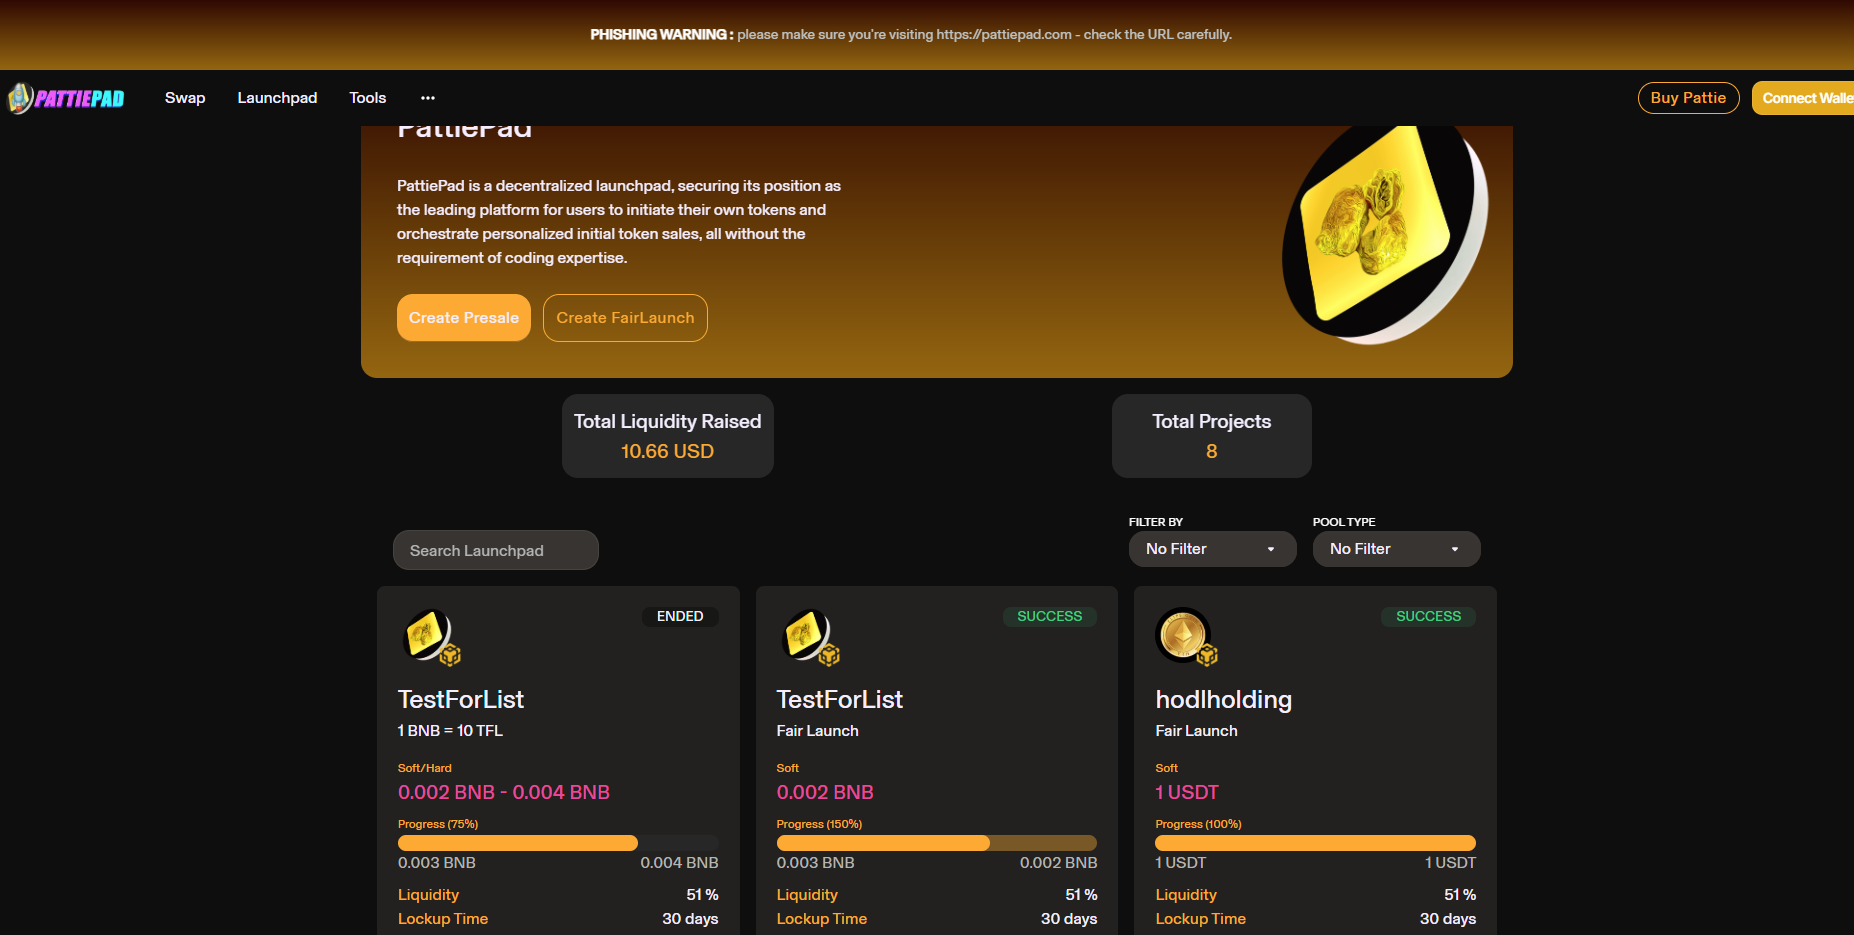 PHISHING WARNING : please make sure you're visiting https://pattiepad.com - check the URL carefully.
PATTIEPAD
Swap
Launchpad
Tools
Buy Pattie
Connect Walle
PattiePad
PattiePad is a decentralized launchpad, securing its position as
the leading platform for users to initiate their own tokens and
orchestrate personalized initial token sales, all without the
requirement of coding expertise.
Create Presale
Create FairLaunch
Total Liquidity Raised
10.66 USD
Total Projects
8
Search Launchpad
FILTER BY
No Filter
POOL TYPE
No Filter
ENDED
TestForList
1 BNB = 10 TFL
Soft/Hard
0.002 BNB - 0.004 BNB
Progress (75%)
0.003 BNB
0.004 BNB
Liquidity
51 %
Lockup Time
30 days
SUCCESS
TestForList
Fair Launch
Soft
0.002 BNB
Progress (150%)
0.003 BNB
0.002 BNB
Liquidity
51 %
Lockup Time
30 days
SUCCESS
hodlholding
Fair Launch
Soft
1 USDT
Progress (100%)
1 USDT
1 USDT
Liquidity
51 %
Lockup Time
30 days